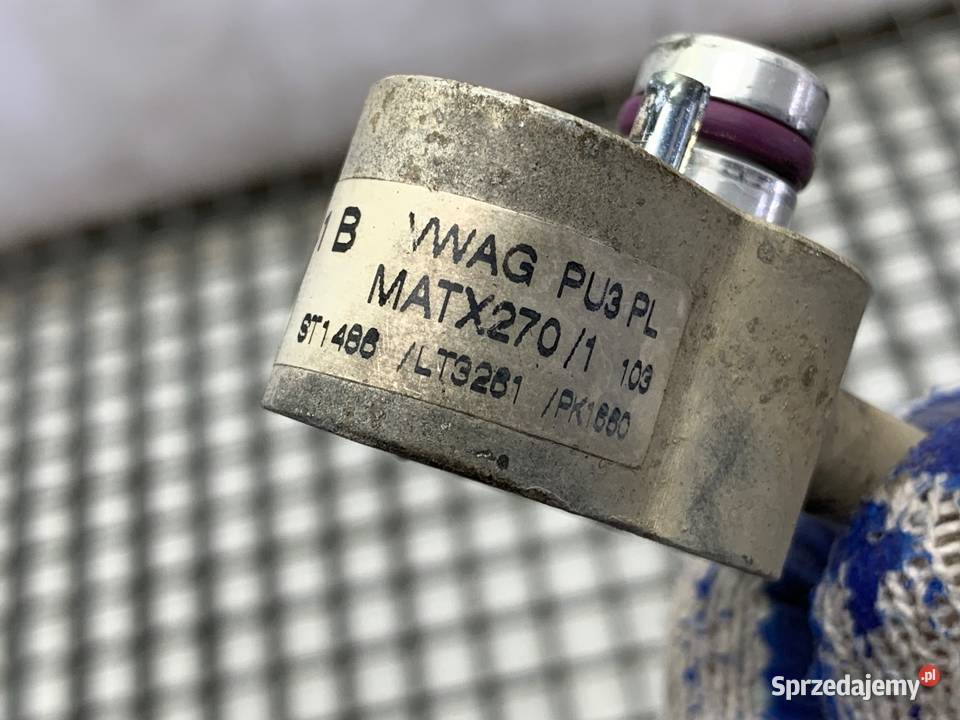 B VWAG PU3 PL
MATX270/1 103
ST1486 /LT3261 /PK1660
Sprzedajemy.pl